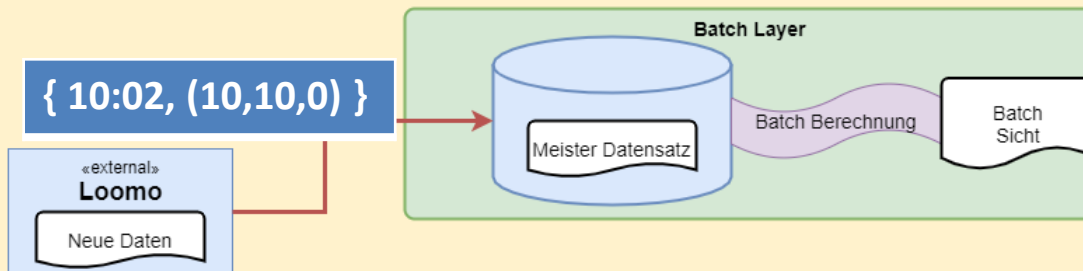 Batch Layer
{ 10:02, (10,10,0) }
Meister Datensatz
Batch Berechnung
Batch
Sicht
«external»
Loomo
Neue Daten